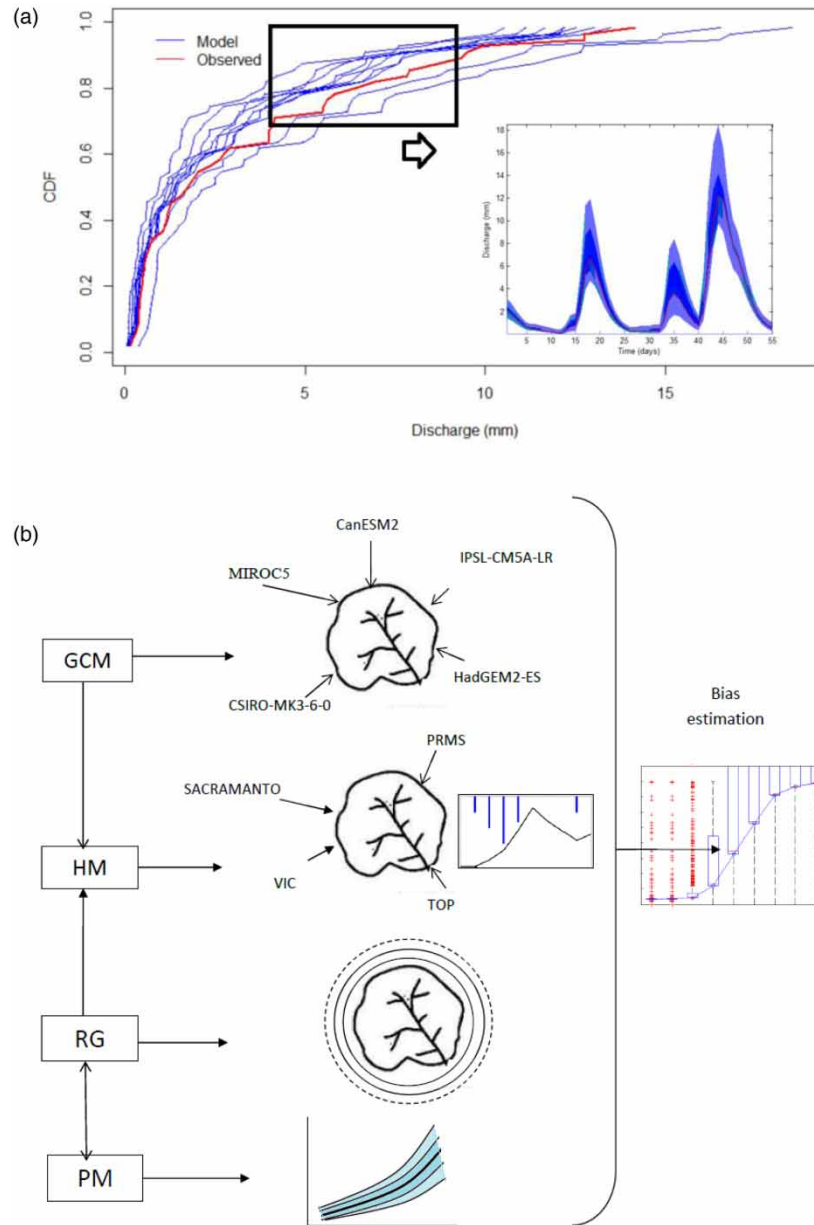 (a)
1.0
0.8
0.6
0.4
0.2
0.0
CDF
Model
Observed
18
16
14
12
10
8
6
4
2
Discharge (mm)
5 10 15 20 25 30 35 40 45 50 55
Time (days)
0 5 10 15
Discharge (mm)
(b)
CanESM2
MIROC5
IPSL-CM5A-LR
GCM
HadGEM2-ES
CSIRO-MK3-6-0
Bias
estimation
PRMS
SACRAMANTO
HM
VIC
TOP
RG
PM